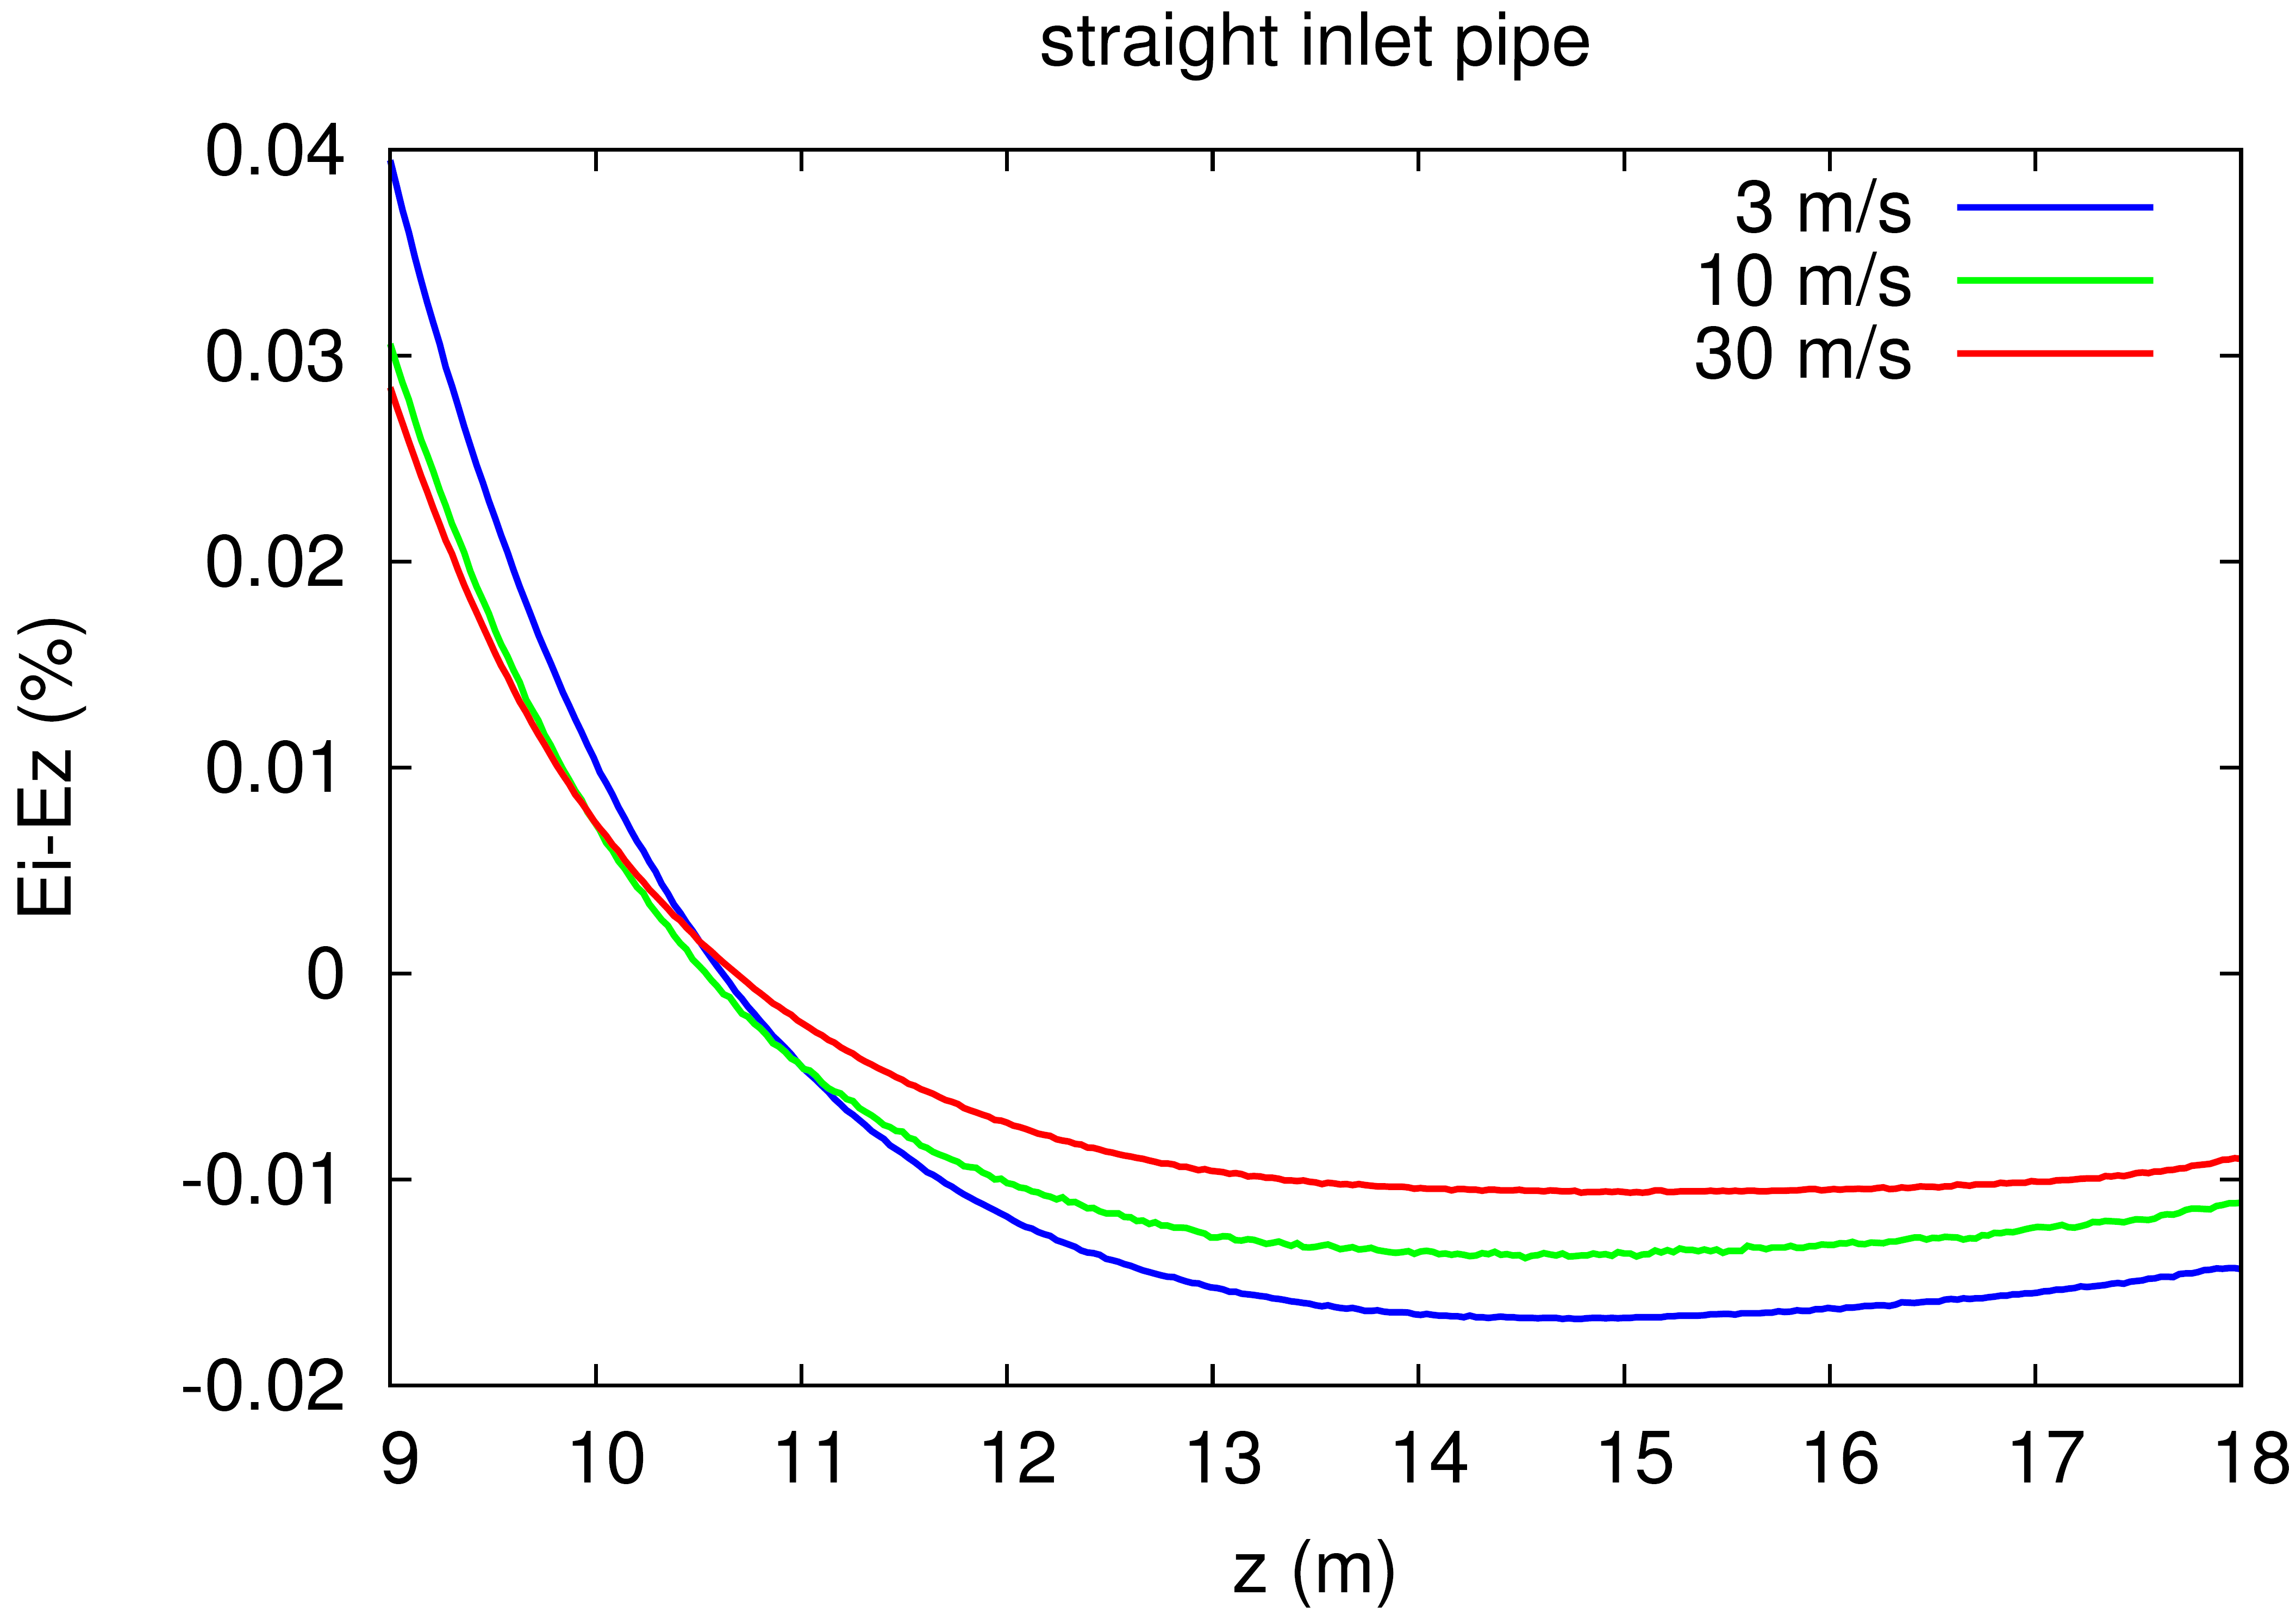 straight inlet pipe
0.04
0.03
0.02
0.01
0
-0.01
-0.02
Ei-Ez (%)
3 m/s
10 m/s
30 m/s
9 10 11 12 13 14 15 16 17 18
z (m)